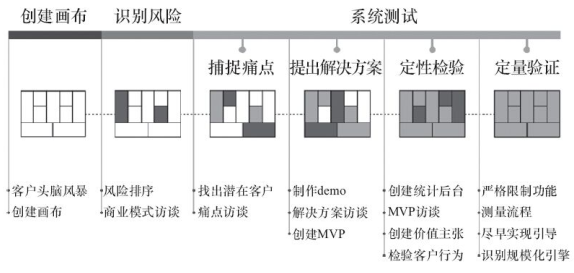 创建画布
识别风险
系统测试
捕捉痛点
提出解决方案
定性检验
定量验证
•客户头脑风暴
•创建画布
•风险排序
•商业模式访谈
•找出潜在客户
•痛点访谈
•制作demo
•解决方案访谈
•创建MVP
•创建统计后台
•MVP访谈
•创建价值主张
•检验客户行为
•严格限制功能
•测量流程
•尽早实现引导
•识别规模化引擎